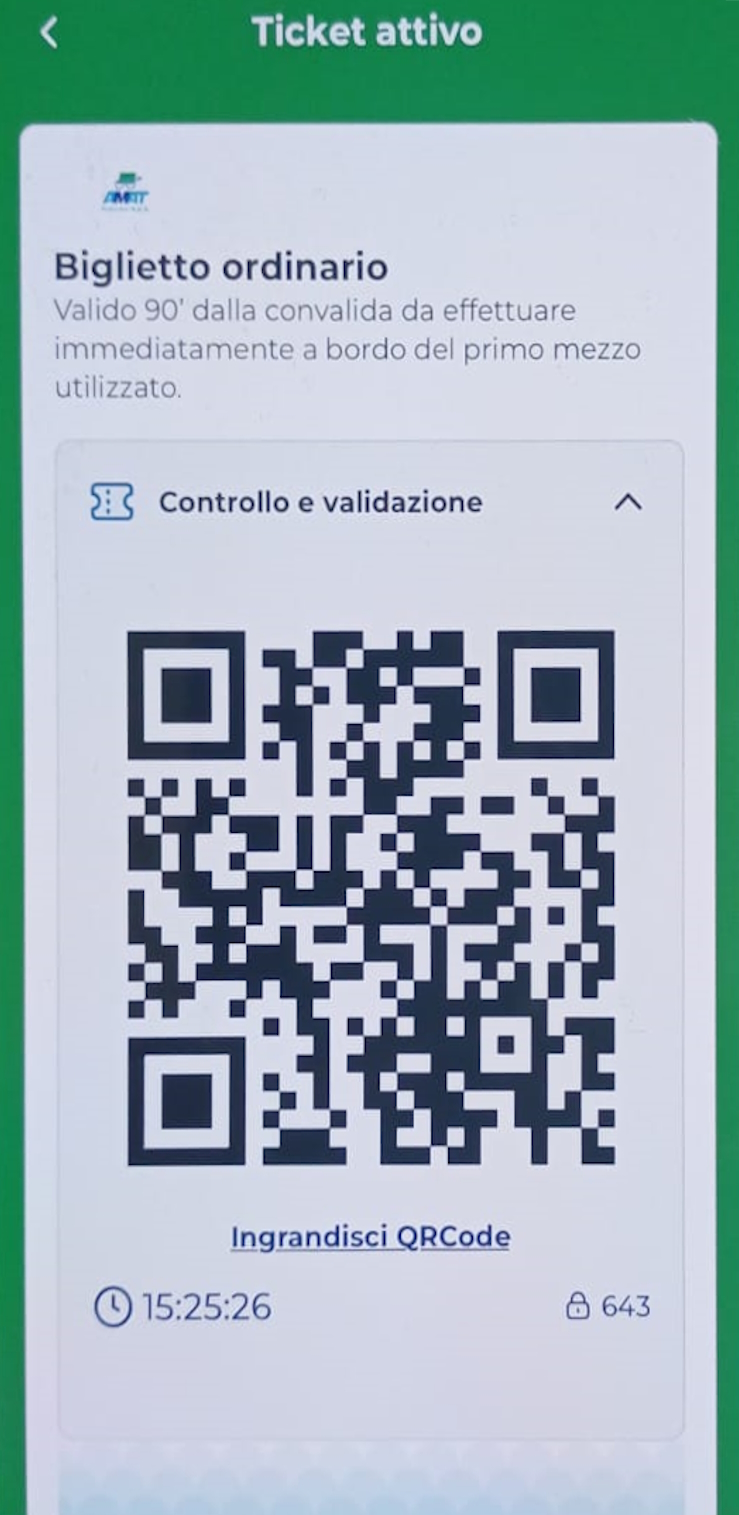 Ticket attivo
AMAT
Biglietto ordinario
Valido 90' dalla convalida da effettuare
immediatamente a bordo del primo mezzo
utilizzato.
Controllo e validazione
Ingrandisci QRCode
15:25:26
643